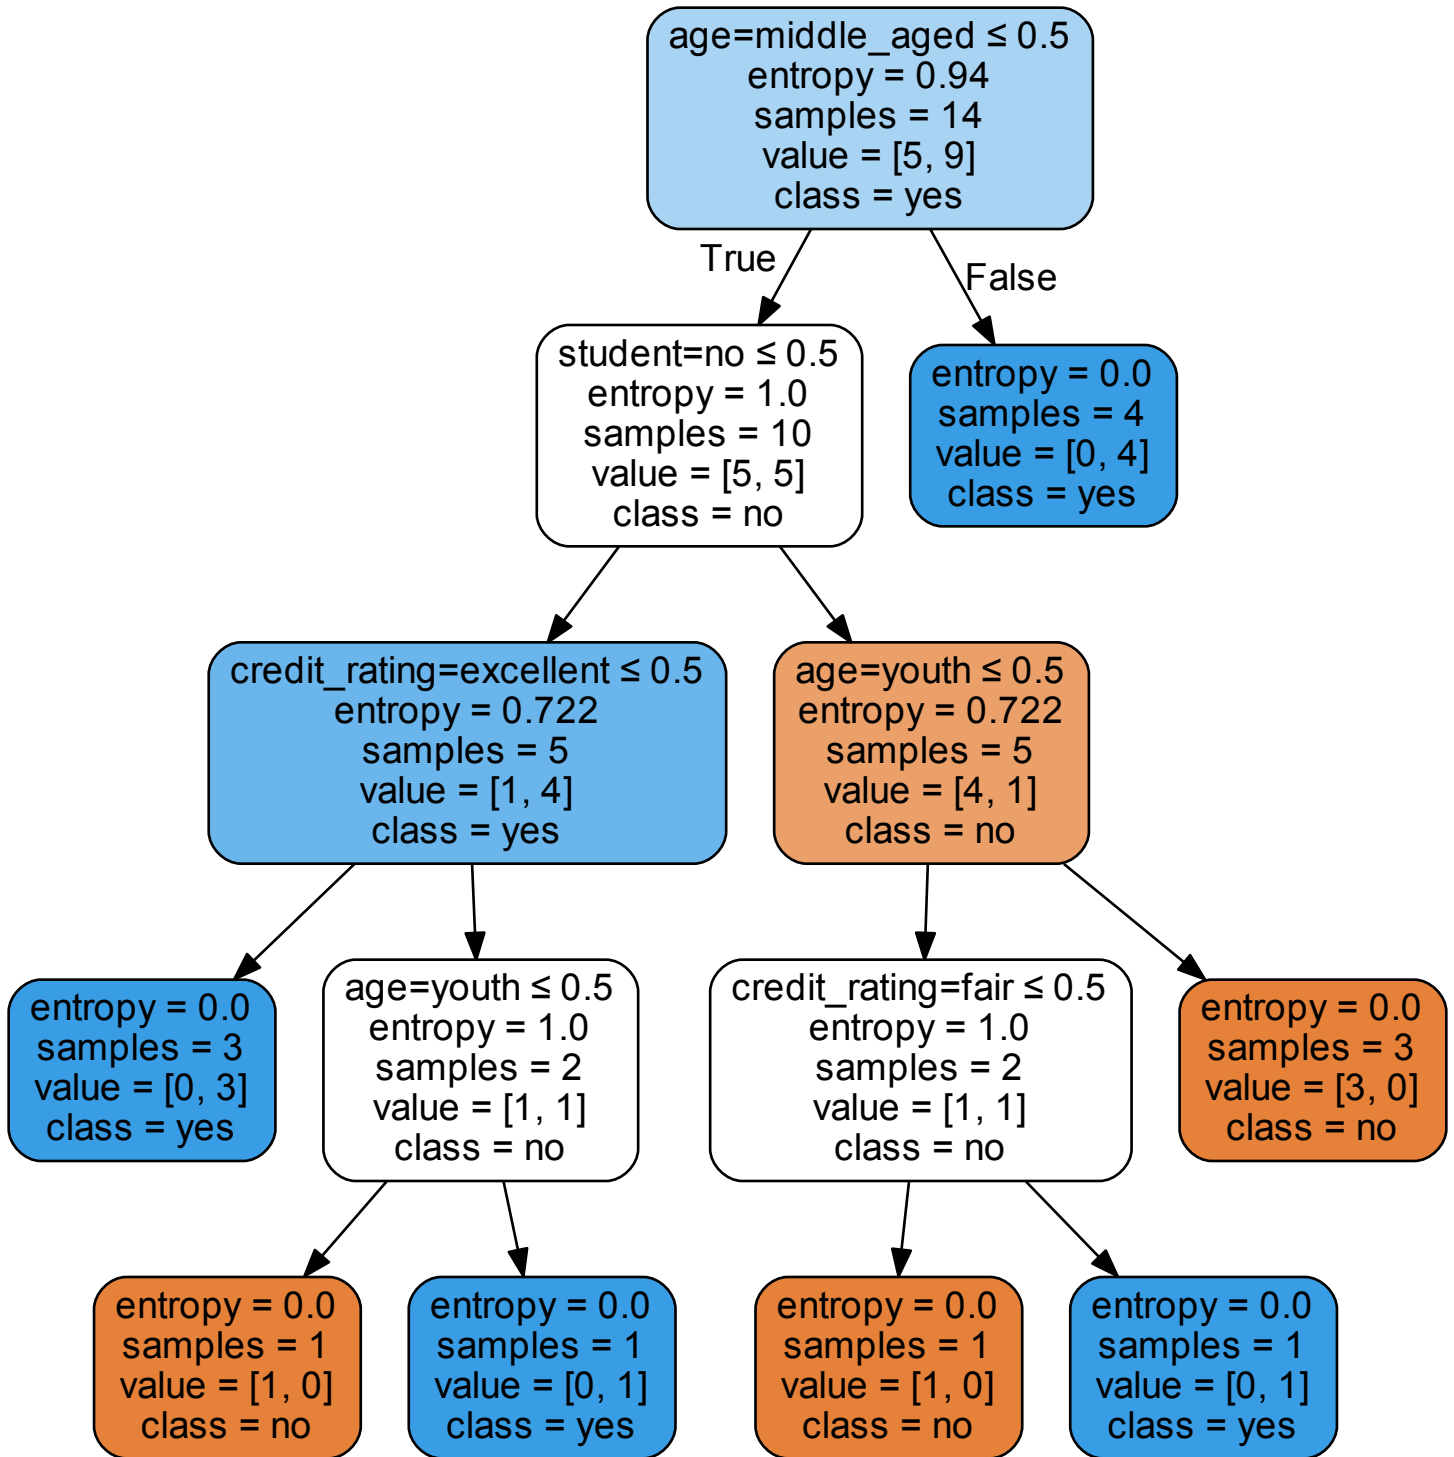 age=middle_aged ≤ 0.5
entropy = 0.94
samples = 14
value = [5, 9]
class = yes
True
False
student=no ≤ 0.5
entropy = 1.0
samples = 10
value = [5, 5]
class = no
entropy = 0.0
samples = 4
value = [0, 4]
class = yes
credit_rating=excellent ≤ 0.5
entropy = 0.722
samples = 5
value = [1, 4]
class = yes
age=youth ≤ 0.5
entropy = 0.722
samples = 5
value = [4, 1]
class = no
entropy = 0.0
samples = 3
value = [0, 3]
class = yes
age=youth ≤ 0.5
entropy = 1.0
samples = 2
value = [1, 1]
class = no
credit_rating=fair ≤ 0.5
entropy = 1.0
samples = 2
value = [1, 1]
class = no
entropy = 0.0
samples = 3
value = [3, 0]
class = no
entropy = 0.0
samples = 1
value = [1, 0]
class = no
entropy = 0.0
samples = 1
value = [0, 1]
class = yes
entropy = 0.0
samples = 1
value = [1, 0]
class = no
entropy = 0.0
samples = 1
value = [0, 1]
class = yes